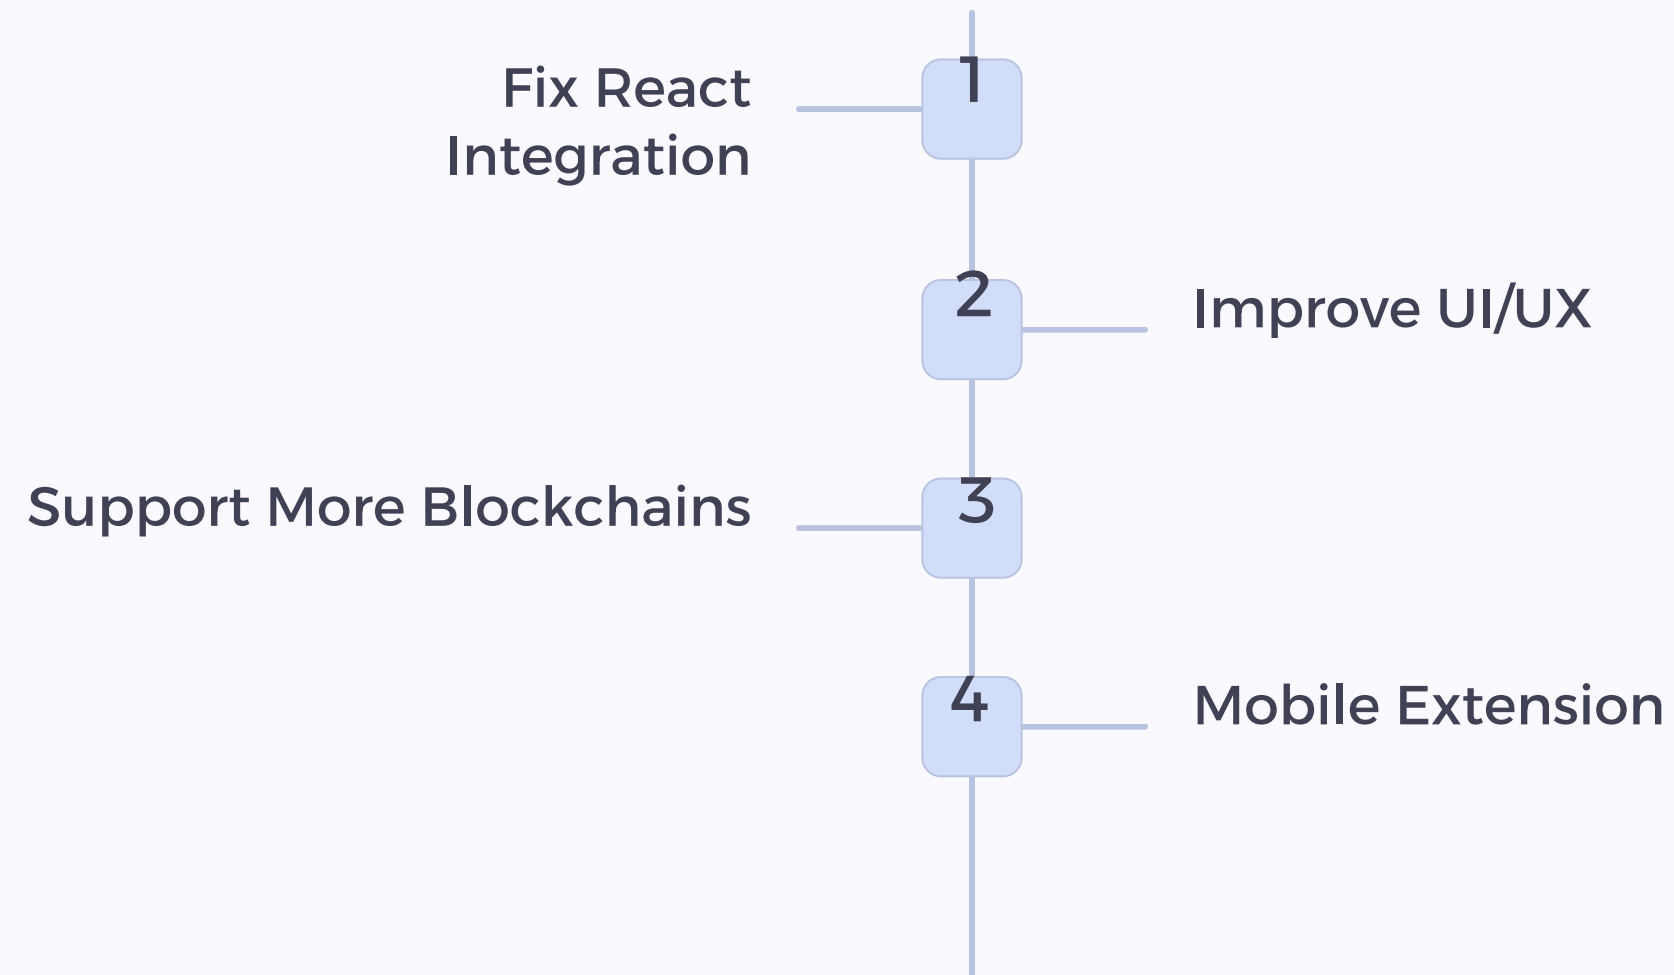 1
Fix React
Integration
2
Improve UI/UX
3
Support More Blockchains
4
Mobile Extension